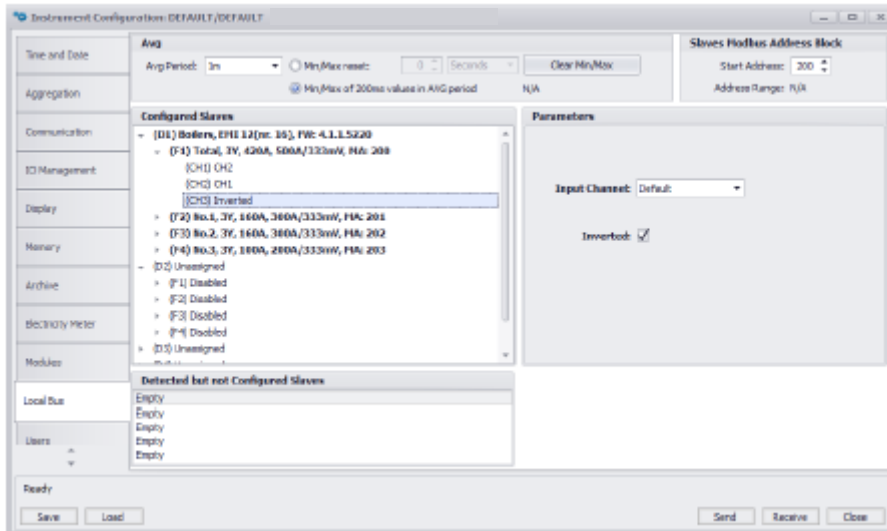 Instrument Configuration: DEFAULT/DEFAULT
Time and Date
Aggregation
Communication
IO Management
Display
Memory
Archive
Electricity Meter
Modules
Local Bus
Users
Avg
Avg Period: 1m
Min/Max reset: 0 Seconds
Clear Min/Max
Min/Max of 200ms values in AVG period N/A
Slaves Modbus Address Block
Start Address: 200
Address Range: N/A
Configured Slaves
(D1) Boilers, EMI 12(nr. 16), FW: 4.1.1.5220
(F1) Total, 3Y, 420A, 500A/333mV, MA: 200
(CH1) CH2
(CH2) CH1
(CH3) Inverted
(F2) No.1, 3Y, 160A, 300A/333mV, MA: 201
(F3) No.2, 3Y, 160A, 300A/333mV, MA: 202
(F4) No.3, 3Y, 100A, 200A/333mV, MA: 203
(D2) Unassigned
(F1) Disabled
(F2) Disabled
(F3) Disabled
(F4) Disabled
(D3) Unassigned
Parameters
Input Channel: Default
Inverted:
Detected but not Configured Slaves
Empty
Empty
Empty
Empty
Empty
Ready
Save
Load
Send
Receive
Close